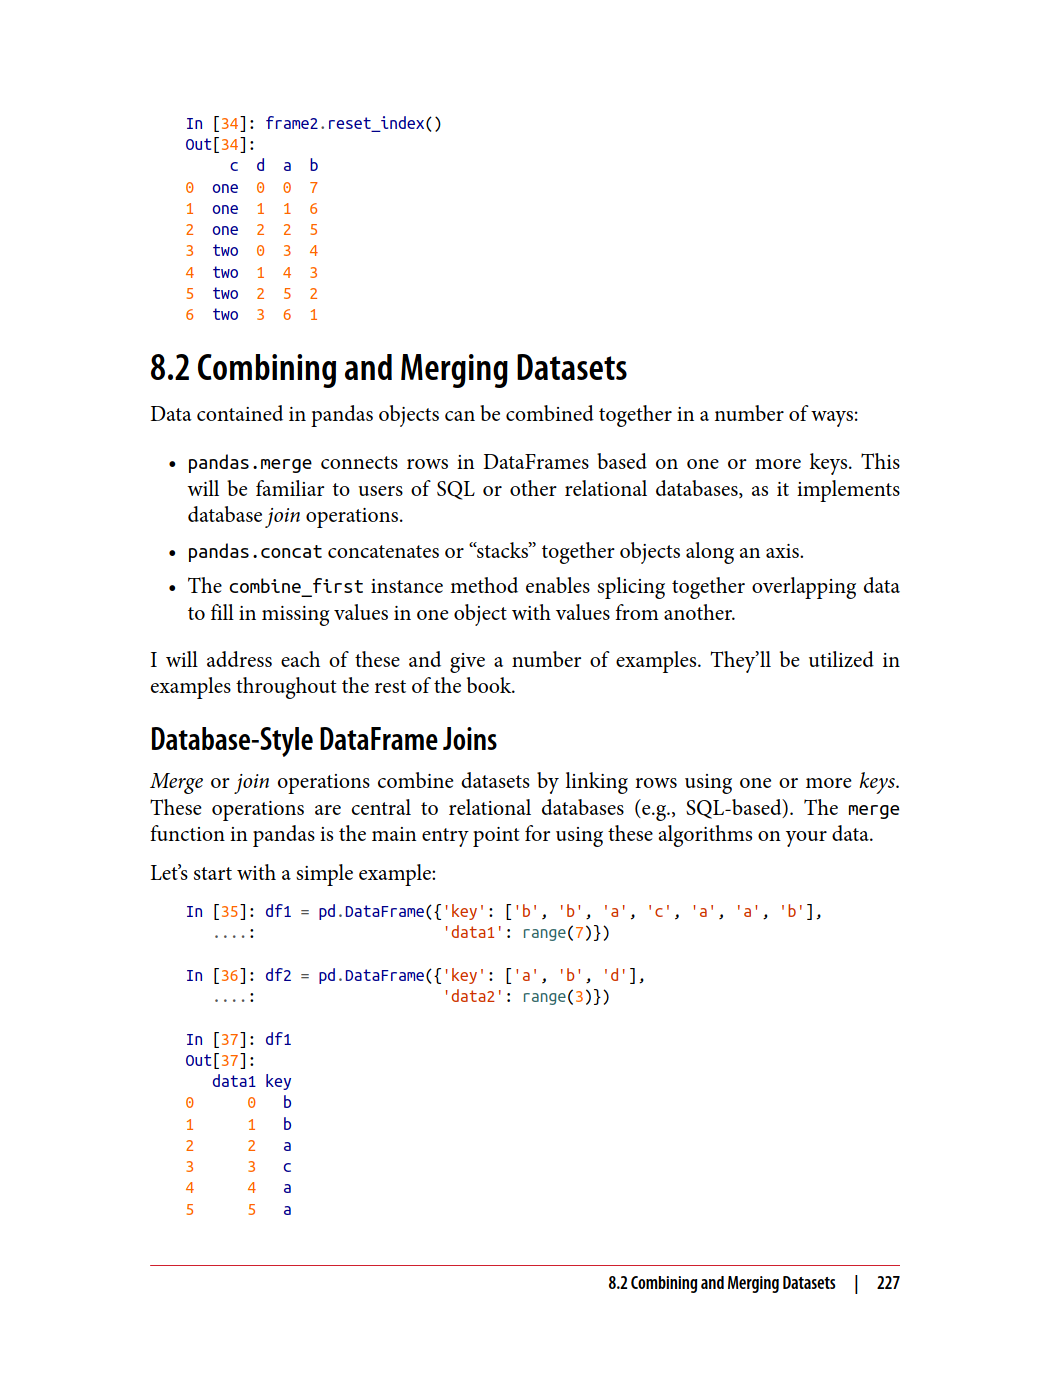 In [34]: frame2.reset_index()
Out[34]:
     c  d  a  b
0  one  0  0  7
1  one  1  1  6
2  one  2  2  5
3  two  0  3  4
4  two  1  4  3
5  two  2  5  2
6  two  3  6  1
8.2 Combining and Merging Datasets
Data contained in pandas objects can be combined together in a number of ways:
• pandas.merge connects rows in DataFrames based on one or more keys. This
will be familiar to users of SQL or other relational databases, as it implements
database join operations.
• pandas.concat concatenates or “stacks” together objects along an axis.
• The combine_first instance method enables splicing together overlapping data
to fill in missing values in one object with values from another.
I will address each of these and give a number of examples. They’ll be utilized in
examples throughout the rest of the book.
Database-Style DataFrame Joins
Merge or join operations combine datasets by linking rows using one or more keys.
These operations are central to relational databases (e.g., SQL-based). The merge
function in pandas is the main entry point for using these algorithms on your data.
Let’s start with a simple example:
In [35]: df1 = pd.DataFrame({'key': ['b', 'b', 'a', 'c', 'a', 'a', 'b'],
   ....:                     'data1': range(7)})
In [36]: df2 = pd.DataFrame({'key': ['a', 'b', 'd'],
   ....:                     'data2': range(3)})
In [37]: df1
Out[37]:
   data1 key
0      0   b
1      1   b
2      2   a
3      3   c
4      4   a
5      5   a
8.2 Combining and Merging Datasets | 227